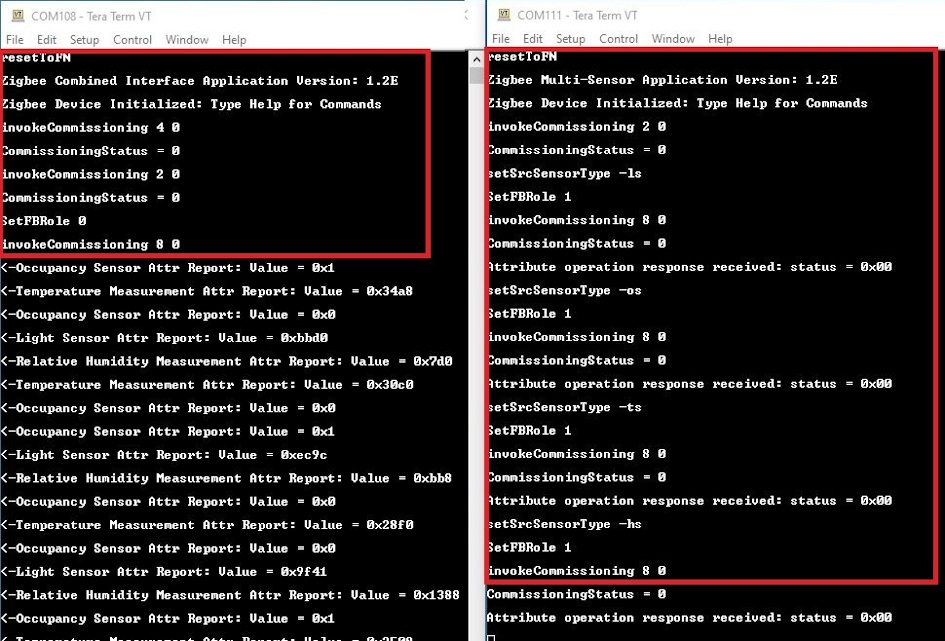 COM108 - Tera Term VT
File Edit Setup Control Window Help
resetToFN
Zigbee Combined Interface Application Version: 1.2E
Zigbee Device Initialized: Type Help for Commands
invokeCommissioning 4 0
CommissioningStatus = 0
invokeCommissioning 2 0
CommissioningStatus = 0
SetFBRole 0
invokeCommissioning 8 0
<-Occupancy Sensor Attr Report: Value = 0x1
<-Temperature Measurement Attr Report: Value = 0x34a8
<-Occupancy Sensor Attr Report: Value = 0x0
<-Light Sensor Attr Report: Value = 0xbbd0
<-Relative Humidity Measurement Attr Report: Value = 0x7d0
<-Temperature Measurement Attr Report: Value = 0x30c0
<-Occupancy Sensor Attr Report: Value = 0x0
<-Occupancy Sensor Attr Report: Value = 0x1
<-Light Sensor Attr Report: Value = 0xec9c
<-Relative Humidity Measurement Attr Report: Value = 0xbb8
<-Occupancy Sensor Attr Report: Value = 0x0
<-Temperature Measurement Attr Report: Value = 0x28f0
<-Occupancy Sensor Attr Report: Value = 0x0
<-Light Sensor Attr Report: Value = 0x9f41
<-Relative Humidity Measurement Attr Report: Value = 0x1388
<-Occupancy Sensor Attr Report: Value = 0x1
<-Temperature Measurement Attr Report: Value =
COM111 - Tera Term VT
File Edit Setup Control Window Help
resetToFN
Zigbee Multi-Sensor Application Version: 1.2E
Zigbee Device Initialized: Type Help for Commands
invokeCommissioning 2 0
CommissioningStatus = 0
setSrcSensorType -ls
SetFBRole 1
invokeCommissioning 8 0
CommissioningStatus = 0
Attribute operation response received: status = 0x00
setSrcSensorType -os
SetFBRole 1
invokeCommissioning 8 0
CommissioningStatus = 0
Attribute operation response received: status = 0x00
setSrcSensorType -ts
SetFBRole 1
invokeCommissioning 8 0
CommissioningStatus = 0
Attribute operation response received: status = 0x00
setSrcSensorType -hs
SetFBRole 1
invokeCommissioning 8 0
CommissioningStatus = 0
Attribute operation response received: status = 0x00